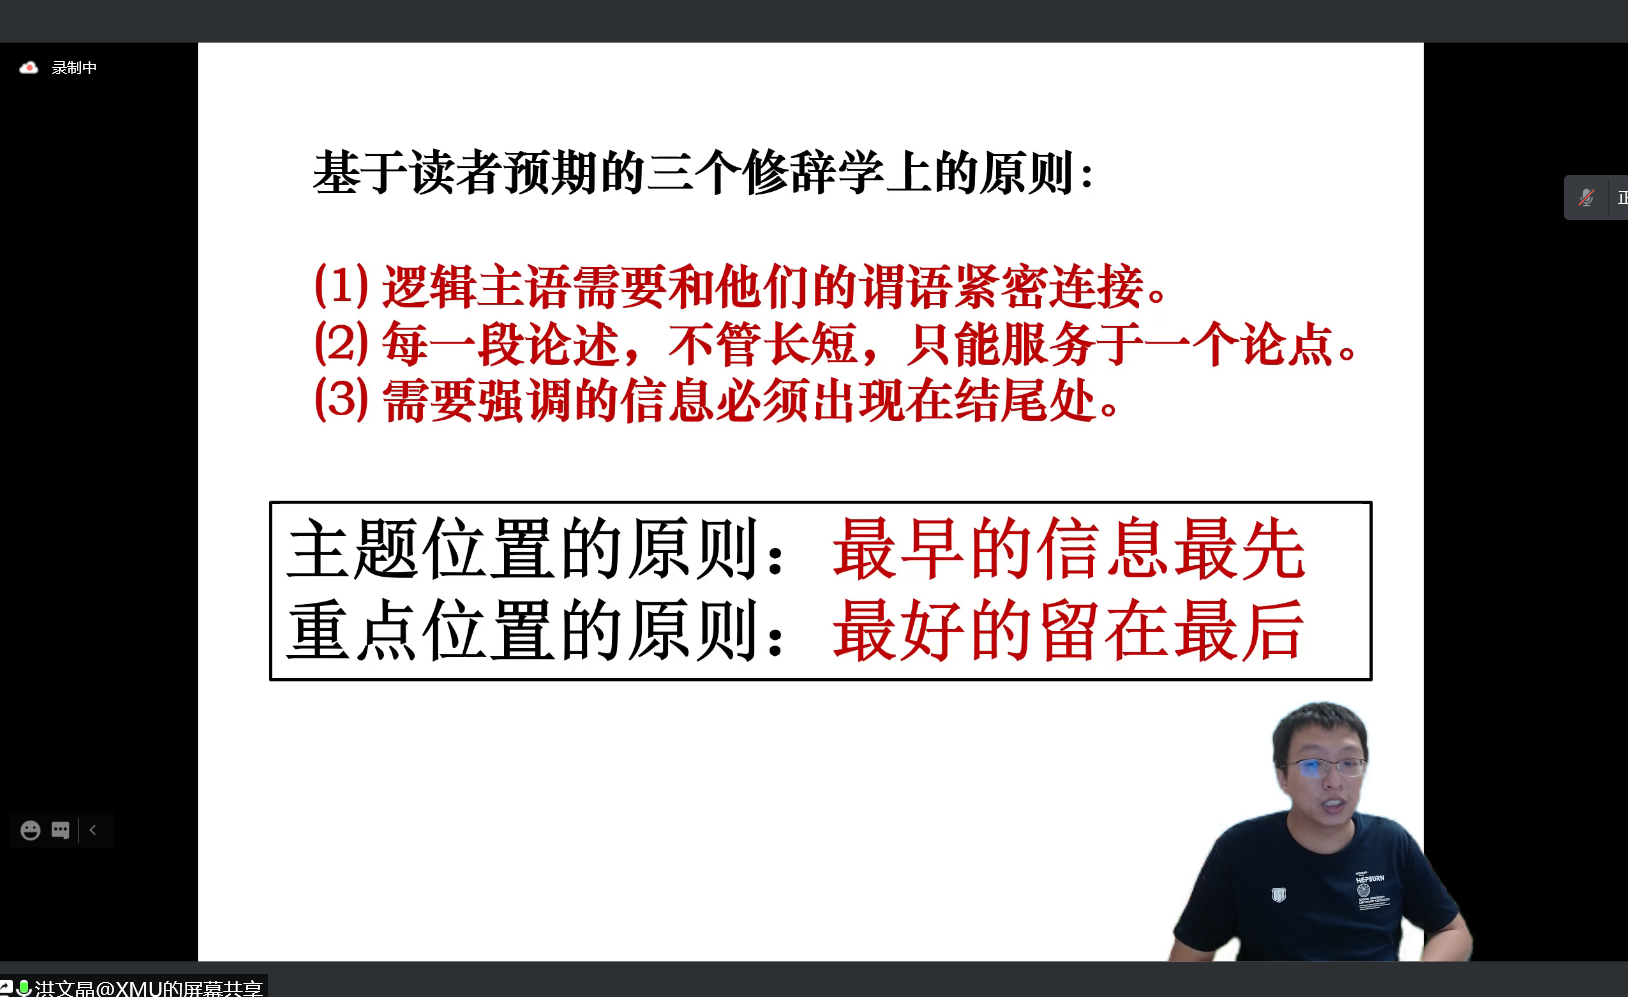 录制中
基于读者预期的三个修辞学上的原则：
(1) 逻辑主语需要和他们的谓语紧密连接。
(2) 每一段论述，不管长短，只能服务于一个论点。
(3) 需要强调的信息必须出现在结尾处。
主题位置的原则：最早的信息最先
重点位置的原则：最好的留在最后
正
HEPBURN
洪文晶@XMU的屏幕共享